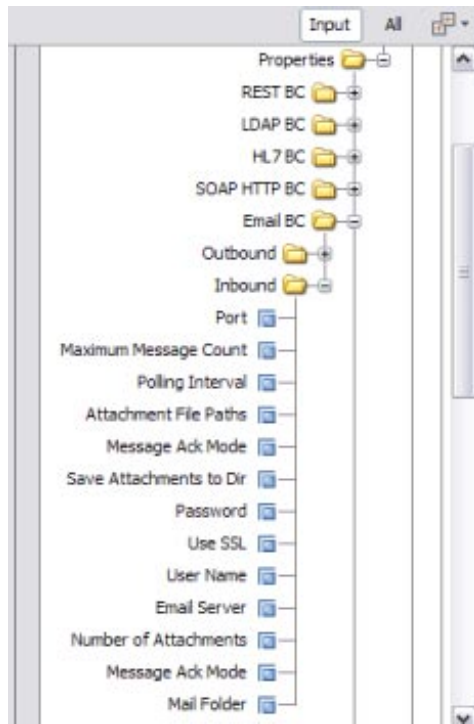 Input All
Properties
REST BC
LDAP BC
HL7 BC
SOAP HTTP BC
Email BC
Outbound
Inbound
Port
Maximum Message Count
Polling Interval
Attachment File Paths
Message Ack Mode
Save Attachments to Dir
Password
Use SSL
User Name
Email Server
Number of Attachments
Message Ack Mode
Mail Folder